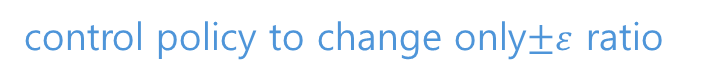 control policy to change only±ε ratio